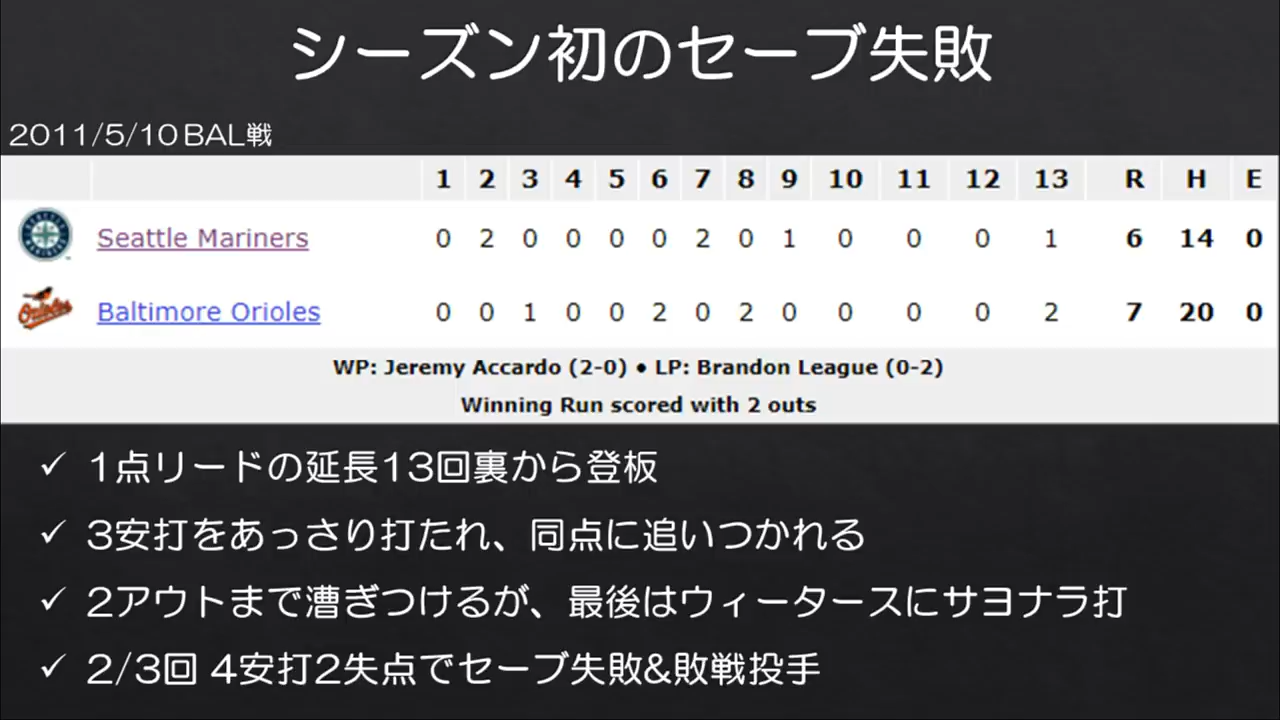 シーズン初のセーブ失敗
2011/5/10 BAL戦
1 2 3 4 5 6 7 8 9 10 11 12 13 R H E
Seattle Mariners 0 2 0 0 0 0 2 0 1 0 0 0 1 6 14 0
Orioles Baltimore Orioles 0 0 1 0 0 2 0 2 0 0 0 0 2 7 20 0
WP: Jeremy Accardo (2-0) • LP: Brandon League (0-2)
Winning Run scored with 2 outs
✓ 1点リードの延長13回裏から登板
✓ 3安打をあっさり打たれ、同点に追いつかれる
✓ 2アウトまで漕ぎつけるが、最後はウィータースにサヨナラ打
✓ 2/3回 4安打2失点でセーブ失敗&敗戦投手